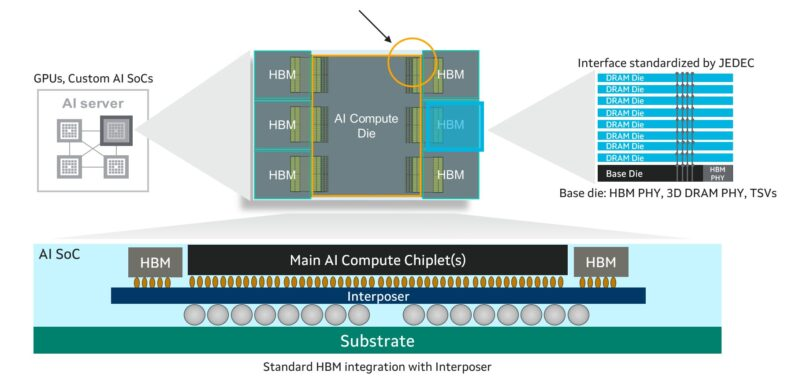 GPUs, Custom AI SoCs
AI server
HBM
HBM
HBM
AI Compute
Die
HBM
HBM
HBM
Interface standardized by JEDEC
DRAM Die
DRAM Die
DRAM Die
DRAM Die
DRAM Die
DRAM Die
DRAM Die
DRAM Die
Base Die
HBM
PHY
Base die: HBM PHY, 3D DRAM PHY, TSVs
AI SoC
HBM
Main AI Compute Chiplet(s)
HBM
Interposer
Substrate
Standard HBM integration with Interposer